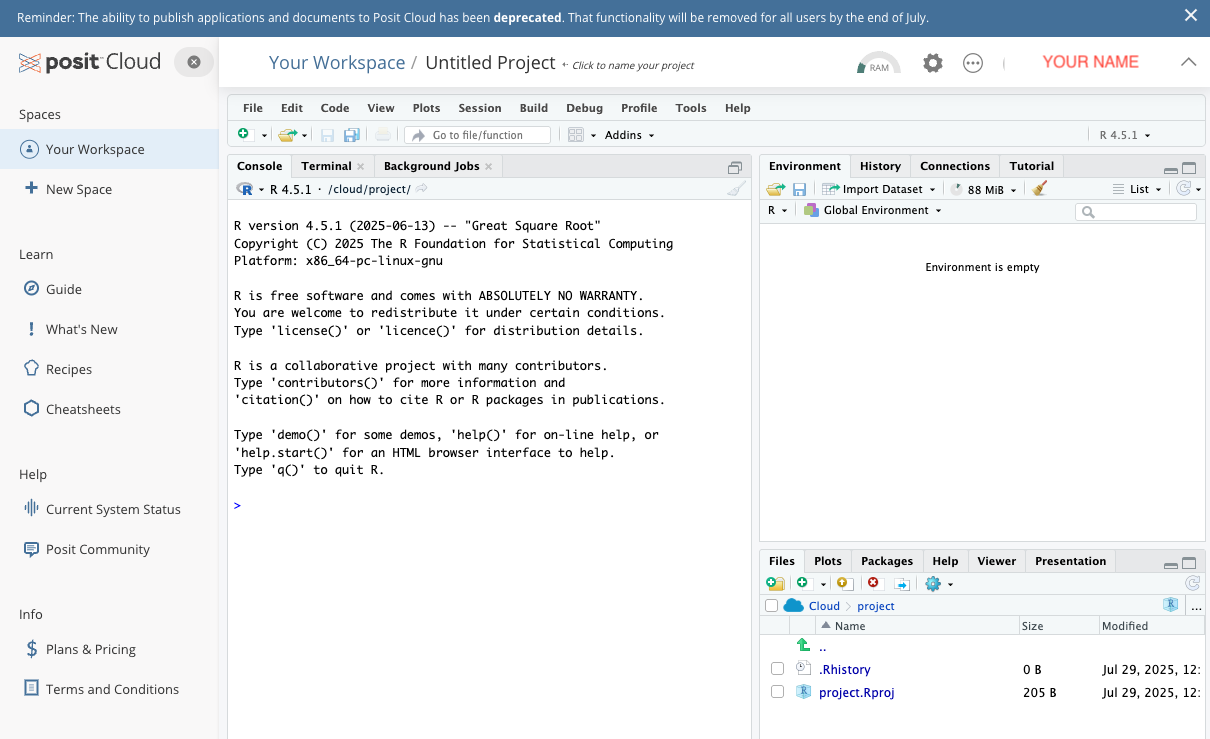 Reminder: The ability to publish applications and documents to Posit Cloud has been deprecated. That functionality will be removed for all users by the end of July.
posit Cloud
Your Workspace / Untitled Project ← Click to name your project
RAM
YOUR NAME
Spaces
Your Workspace
New Space
Learn
Guide
What's New
Recipes
Cheatsheets
Help
Current System Status
Posit Community
Info
Plans & Pricing
Terms and Conditions
File Edit Code View Plots Session Build Debug Profile Tools Help
Go to file/function Addins R 4.5.1
Console Terminal Background Jobs
R 4.5.1 · /cloud/project/
R version 4.5.1 (2025-06-13) -- "Great Square Root"
Copyright (C) 2025 The R Foundation for Statistical Computing
Platform: x86_64-pc-linux-gnu
R is free software and comes with ABSOLUTELY NO WARRANTY.
You are welcome to redistribute it under certain conditions.
Type 'license()' or 'licence()' for distribution details.
R is a collaborative project with many contributors.
Type 'contributors()' for more information and
'citation()' on how to cite R or R packages in publications.
Type 'demo()' for some demos, 'help()' for on-line help, or
'help.start()' for an HTML browser interface to help.
Type 'q()' to quit R.
>
Environment History Connections Tutorial
Import Dataset 88 MiB List
R Global Environment
Environment is empty
Files Plots Packages Help Viewer Presentation
Cloud > project ...
Name Size Modified
..
.Rhistory 0 B Jul 29, 2025, 12:
project.Rproj 205 B Jul 29, 2025, 12: